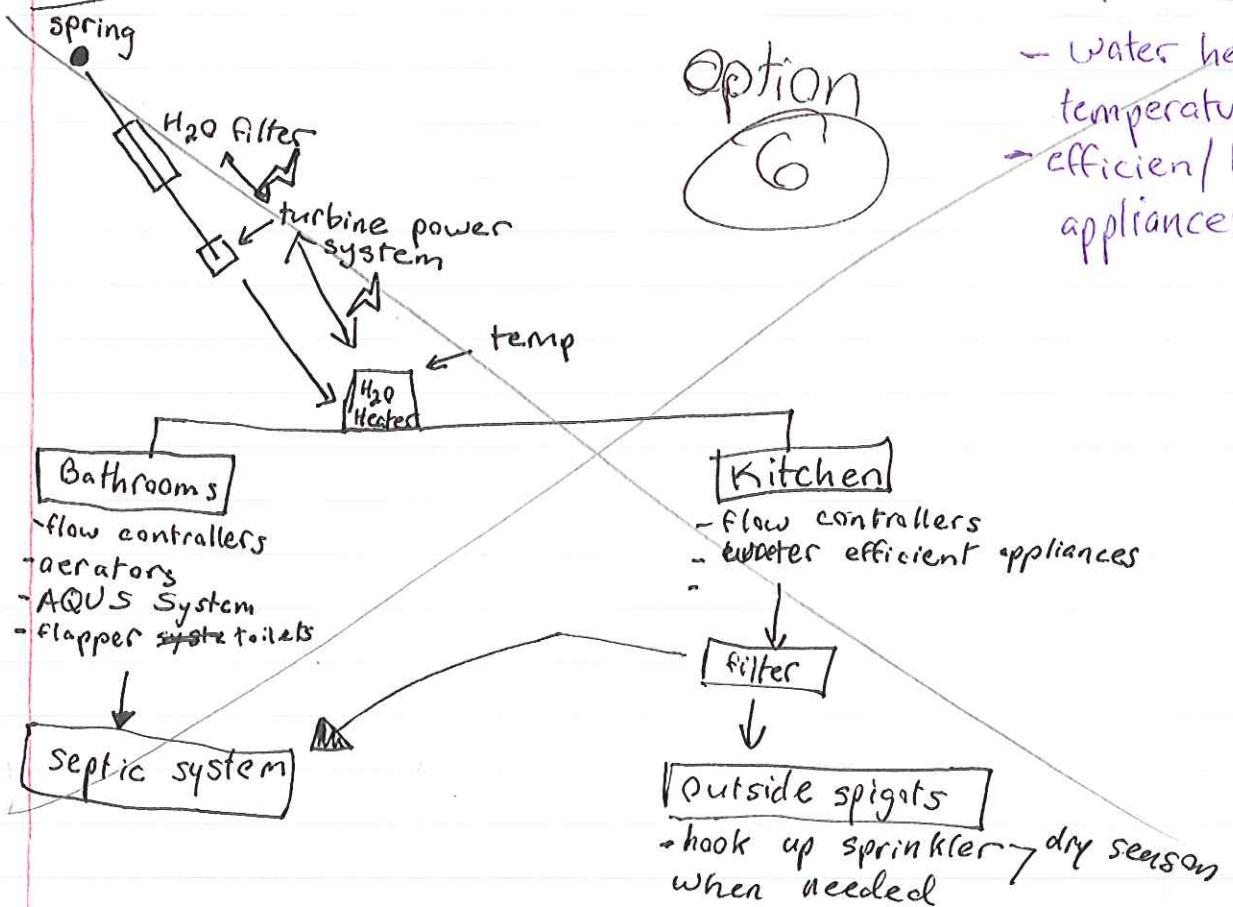 spring
Option
6
- water he
temperatu
- efficien/
appliance
H2O filter
turbine power
system
temp
H2O
Heater
Bathrooms
- flow controllers
- aerators
- AQUS System
- flapper toilets
Kitchen
- flow controllers
- water efficient appliances
-
filter
septic system
Outside spigots
- hook up sprinkler → dry season
when needed